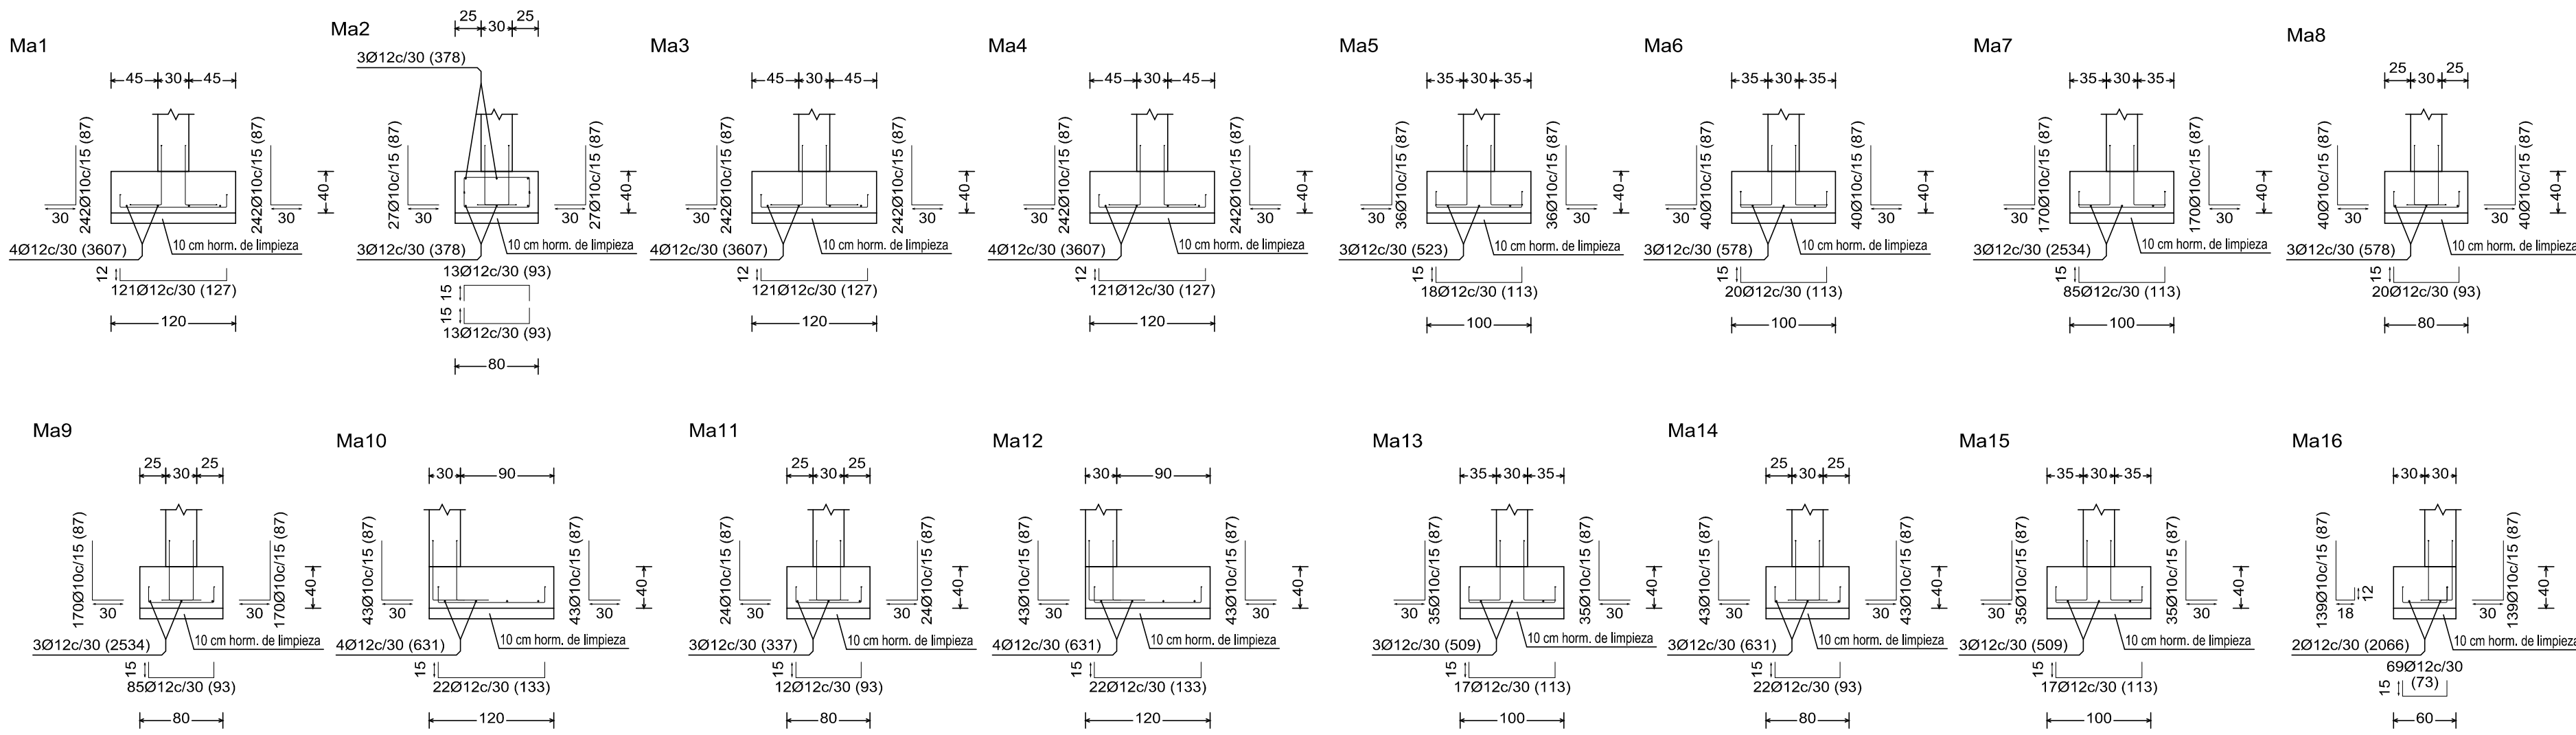 Ma1
45 30 45
242Ø10c/15 (87)
30
242Ø10c/15 (87)
30
40
4Ø12c/30 (3607)
10 cm horm. de limpieza
12
121Ø12c/30 (127)
120
Ma2
25 30 25
3Ø12c/30 (378)
27Ø10c/15 (87)
30
27Ø10c/15 (87)
30
40
3Ø12c/30 (378)
10 cm horm. de limpieza
13Ø12c/30 (93)
15
15
13Ø12c/30 (93)
80
Ma3
45 30 45
242Ø10c/15 (87)
30
242Ø10c/15 (87)
30
40
4Ø12c/30 (3607)
10 cm horm. de limpieza
12
121Ø12c/30 (127)
120
Ma4
45 30 45
242Ø10c/15 (87)
30
242Ø10c/15 (87)
30
40
4Ø12c/30 (3607)
10 cm horm. de limpieza
12
121Ø12c/30 (127)
120
Ma5
35 30 35
36Ø10c/15 (87)
30
36Ø10c/15 (87)
30
40
3Ø12c/30 (523)
10 cm horm. de limpieza
15
18Ø12c/30 (113)
100
Ma6
35 30 35
40Ø10c/15 (87)
30
40Ø10c/15 (87)
30
40
3Ø12c/30 (578)
10 cm horm. de limpieza
15
20Ø12c/30 (113)
100
Ma7
35 30 35
170Ø10c/15 (87)
30
170Ø10c/15 (87)
30
40
3Ø12c/30 (2534)
10 cm horm. de limpieza
15
85Ø12c/30 (113)
100
Ma8
25 30 25
40Ø10c/15 (87)
30
40Ø10c/15 (87)
30
40
3Ø12c/30 (578)
10 cm horm. de limpieza
15
20Ø12c/30 (93)
80
Ma9
25 30 25
170Ø10c/15 (87)
30
170Ø10c/15 (87)
30
40
3Ø12c/30 (2534)
10 cm horm. de limpieza
15
85Ø12c/30 (93)
80
Ma10
30 90
43Ø10c/15 (87)
30
43Ø10c/15 (87)
30
40
4Ø12c/30 (631)
10 cm horm. de limpieza
15
22Ø12c/30 (133)
120
Ma11
25 30 25
24Ø10c/15 (87)
30
24Ø10c/15 (87)
30
40
3Ø12c/30 (337)
10 cm horm. de limpieza
15
12Ø12c/30 (93)
80
Ma12
30 90
43Ø10c/15 (87)
30
43Ø10c/15 (87)
30
40
4Ø12c/30 (631)
10 cm horm. de limpieza
15
22Ø12c/30 (133)
120
Ma13
35 30 35
35Ø10c/15 (87)
30
35Ø10c/15 (87)
30
40
3Ø12c/30 (509)
10 cm horm. de limpieza
15
17Ø12c/30 (113)
100
Ma14
25 30 25
43Ø10c/15 (87)
30
43Ø10c/15 (87)
30
40
3Ø12c/30 (631)
10 cm horm. de limpieza
15
22Ø12c/30 (93)
80
Ma15
35 30 35
35Ø10c/15 (87)
30
35Ø10c/15 (87)
30
40
3Ø12c/30 (509)
10 cm horm. de limpieza
15
17Ø12c/30 (113)
100
Ma16
30 30
139Ø10c/15 (87)
12
18
139Ø10c/15 (87)
30
40
2Ø12c/30 (2066)
10 cm horm. de limpieza
69Ø12c/30
(73)
15
60